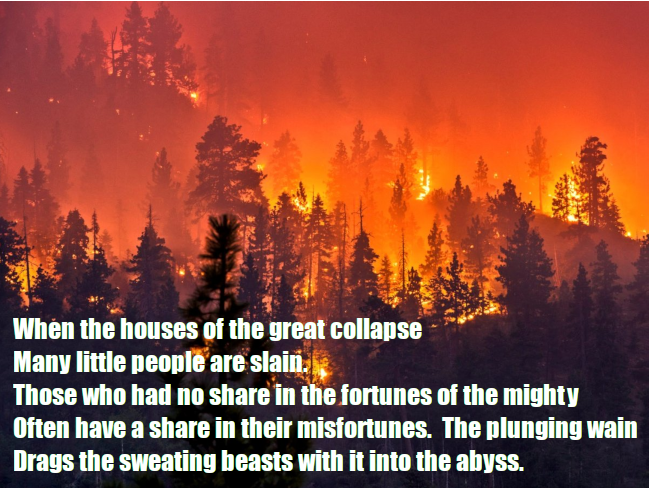 When the houses of the great collapse
Many little people are slain.
Those who had no share in the fortunes of the mighty
Often have a share in their misfortunes.  The plunging wain
Drags the sweating beasts with it into the abyss.